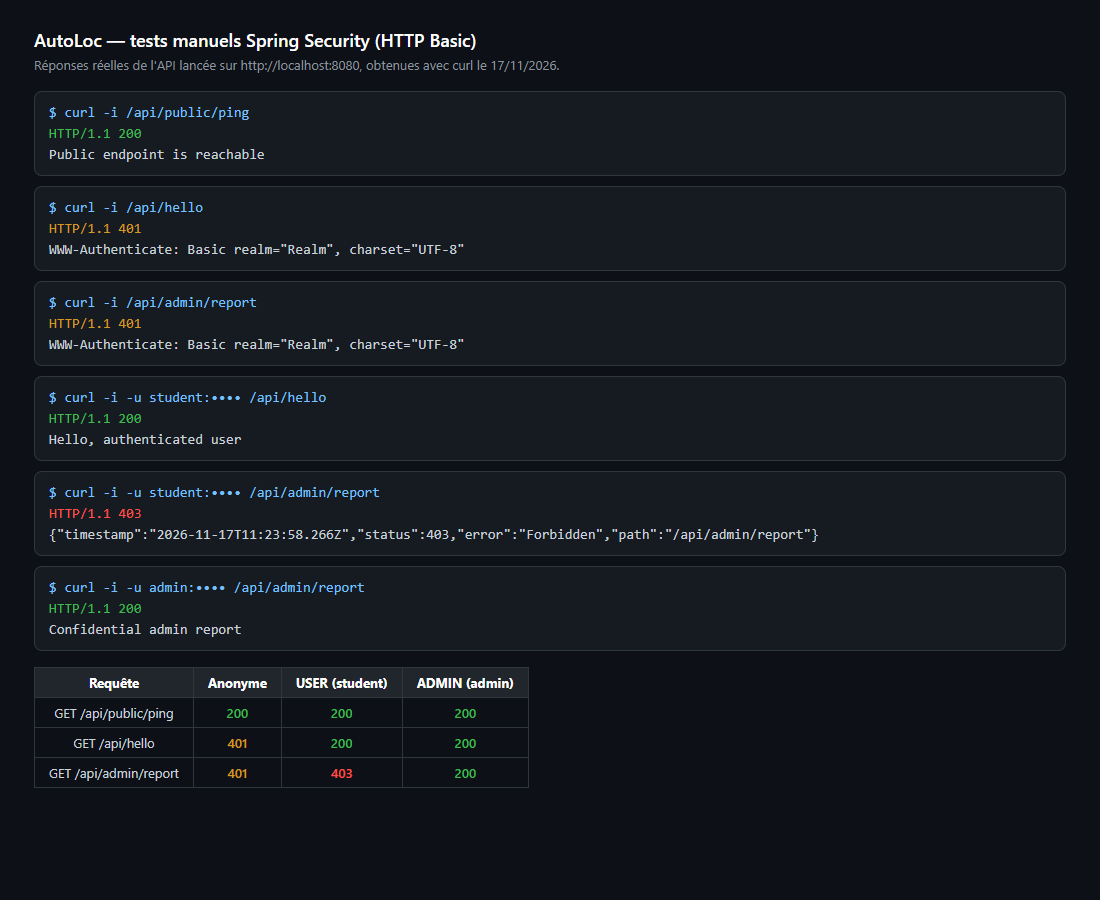 AutoLoc — tests manuels Spring Security (HTTP Basic)
Réponses réelles de l'API lancée sur http://localhost:8080, obtenues avec curl le 17/11/2026.
$ curl -i /api/public/ping
HTTP/1.1 200
Public endpoint is reachable
$ curl -i /api/hello
HTTP/1.1 401
WWW-Authenticate: Basic realm="Realm", charset="UTF-8"
$ curl -i /api/admin/report
HTTP/1.1 401
WWW-Authenticate: Basic realm="Realm", charset="UTF-8"
$ curl -i -u student:•••• /api/hello
HTTP/1.1 200
Hello, authenticated user
$ curl -i -u student:•••• /api/admin/report
HTTP/1.1 403
{"timestamp":"2026-11-17T11:23:58.266Z","status":403,"error":"Forbidden","path":"/api/admin/report"}
$ curl -i -u admin:•••• /api/admin/report
HTTP/1.1 200
Confidential admin report
Requête Anonyme USER (student) ADMIN (admin)
GET /api/public/ping 200 200 200
GET /api/hello 401 200 200
GET /api/admin/report 401 403 200